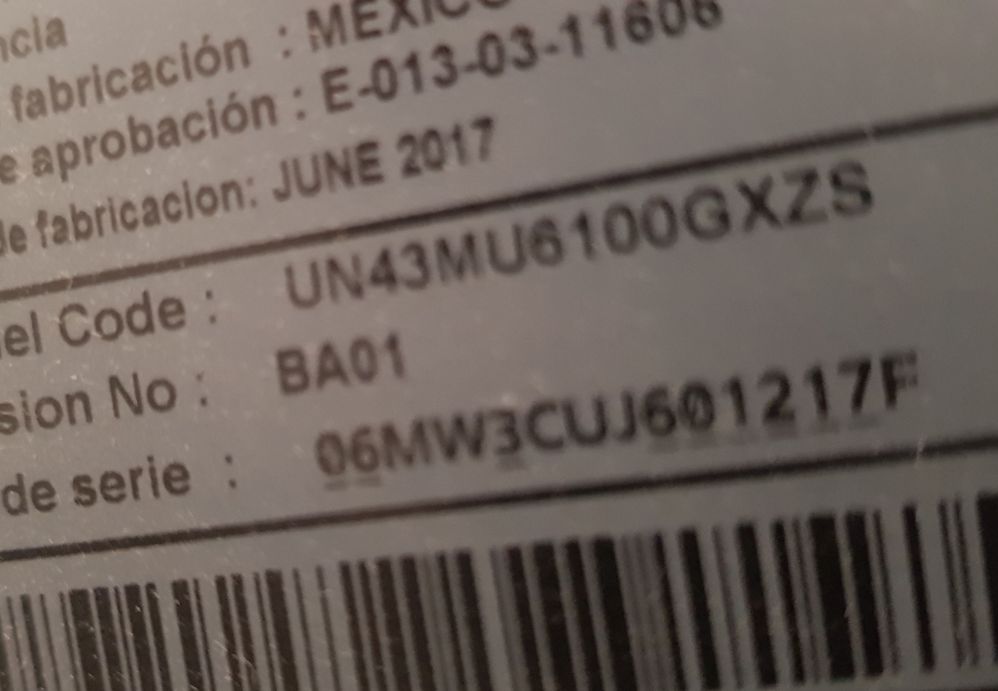 ncia
fabricación : MEXICO
e aprobación : E-013-03-11606
de fabricacion: JUNE 2017
el Code : UN43MU6100GXZS
sion No : BA01
de serie : 06MW3CUJ601217F